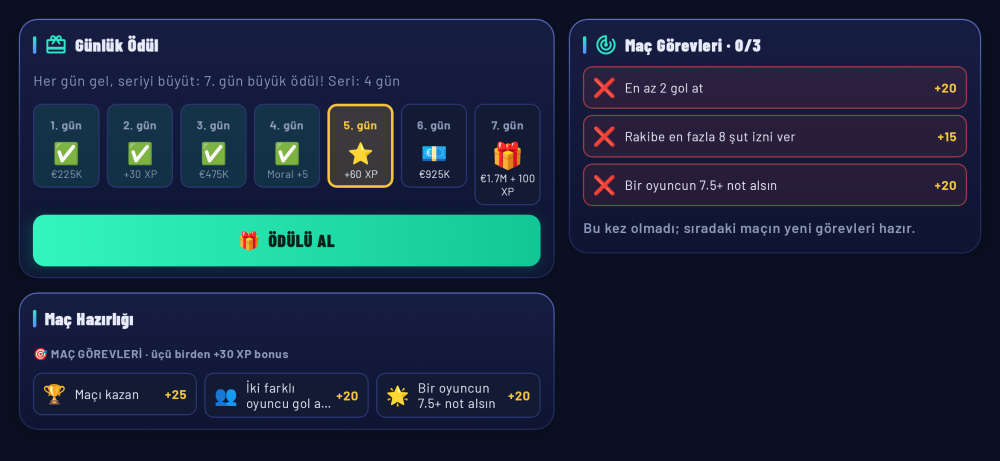 Günlük Ödül
Her gün gel, seriyi büyüt: 7. gün büyük ödül! Seri: 4 gün
1. gün
€225K
2. gün
+30 XP
3. gün
€475K
4. gün
Moral +5
5. gün
+60 XP
6. gün
€925K
7. gün
€1.7M + 100
XP
ÖDÜLÜ AL
Maç Hazırlığı
MAÇ GÖREVLERİ · üçü birden +30 XP bonus
Maçı kazan +25
İki farklı
oyuncu gol a... +20
Bir oyuncun
7.5+ not alsın +20
Maç Görevleri · 0/3
En az 2 gol at +20
Rakibe en fazla 8 şut izni ver +15
Bir oyuncun 7.5+ not alsın +20
Bu kez olmadı; sıradaki maçın yeni görevleri hazır.